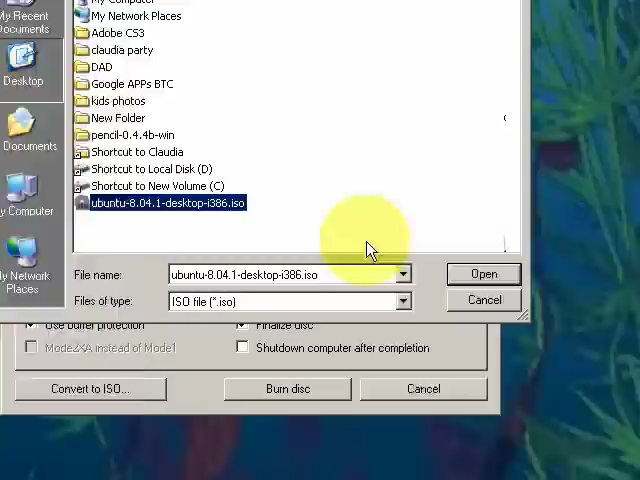 My Computer
My Recent
Documents
My Network Places
Adobe CS3
claudia party
Desktop
DAD
Google APPs BTC
kids photos
New Folder
pencil-0.4.4b-win
Documents
Shortcut to Claudia
Shortcut to Local Disk (D)
Shortcut to New Volume (C)
y Computer
ubuntu-8.04.1-desktop-i386.iso
My Network
Places
File name:
ubuntu-8.04.1-desktop-i386.iso
Open
Files of type:
ISO file (*.iso)
Cancel
Use buffer protection
Finalize disc
Mode2XA instead of Mode1
Shutdown computer after completion
Convert to ISO...
Burn disc
Cancel